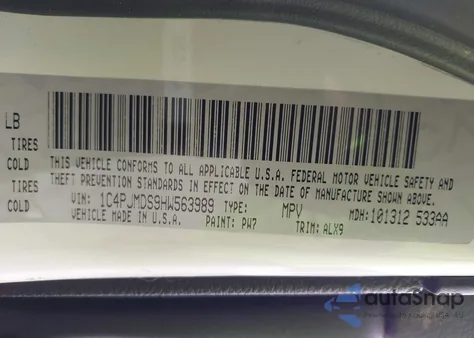 LB
TIRES
COLD
TIRES
COLD
THIS VEHICLE CONFORMS TO ALL APPLICABLE U.S.A. FEDERAL MOTOR VEHICLE SAFETY AND
THEFT PREVENTION STANDARDS IN EFFECT ON THE DATE OF MANUFACTURE SHOWN ABOVE.
VIN: 1C4PJMDS9HW563989 TYPE: MPV MDH:101312 533AA
VEHICLE MADE IN U.S.A. PAINT: PW7 TRIM: ALX9
autoSnap